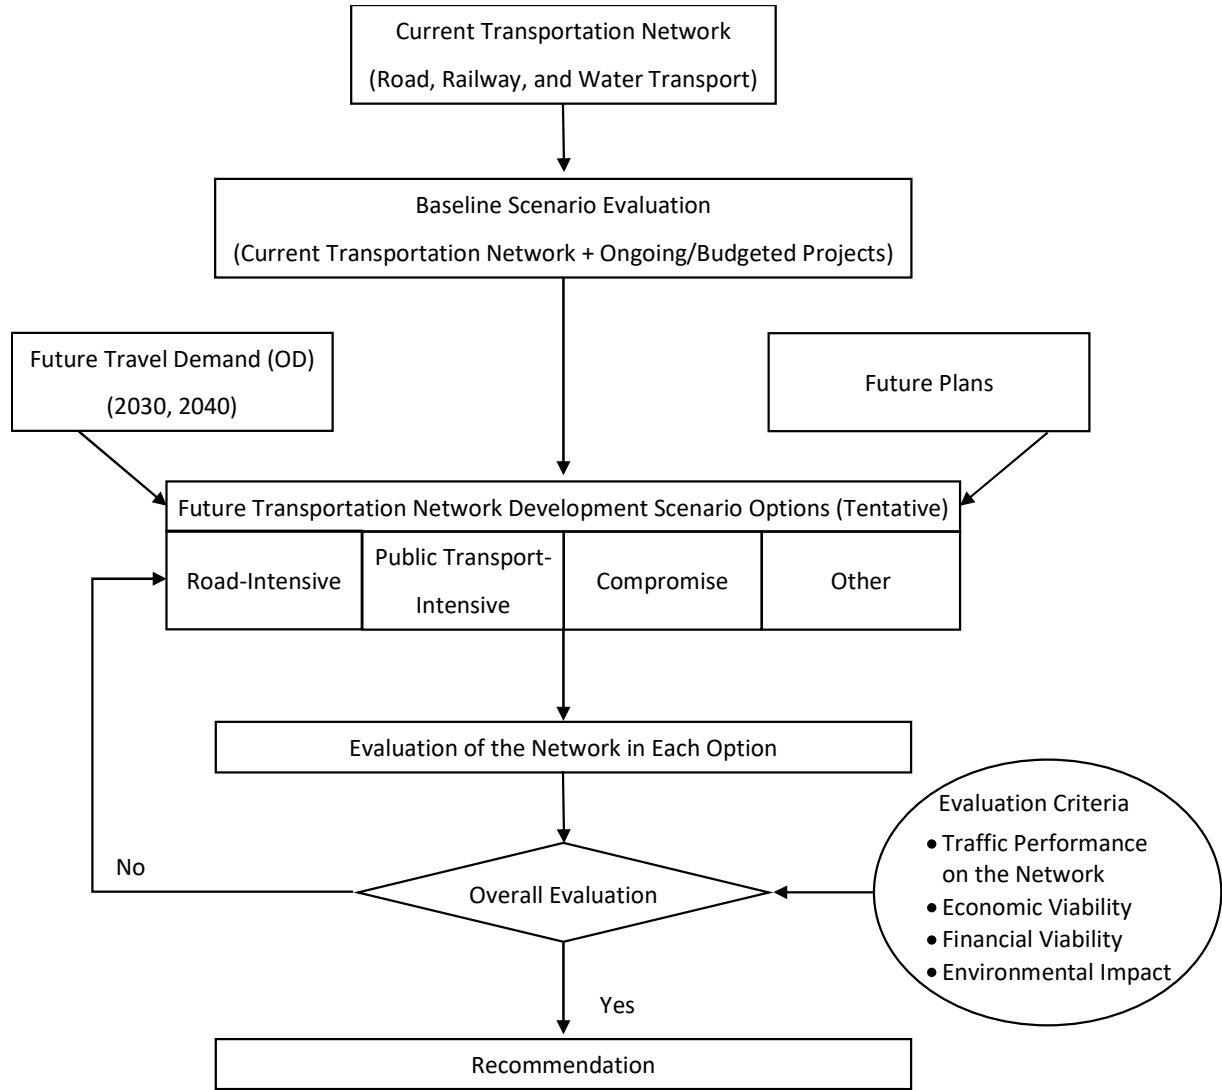 Current Transportation Network
(Road, Railway, and Water Transport)
Baseline Scenario Evaluation
(Current Transportation Network + Ongoing/Budgeted Projects)
Future Travel Demand (OD)
(2030, 2040)
Future Plans
Future Transportation Network Development Scenario Options (Tentative)
Road-Intensive
Public Transport-
Intensive
Compromise
Other
Evaluation of the Network in Each Option
Evaluation Criteria
• Traffic Performance
on the Network
• Economic Viability
• Financial Viability
• Environmental Impact
No
Overall Evaluation
Yes
Recommendation